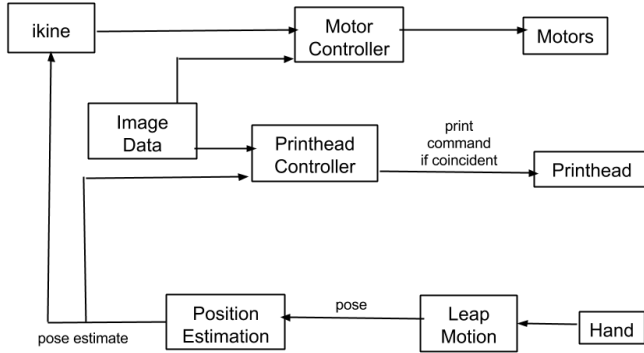 ikine
Motor
Controller
Motors
Image
Data
Printhead
Controller
print
command
if coincident
Printhead
pose estimate
Position
Estimation
pose
Leap
Motion
Hand